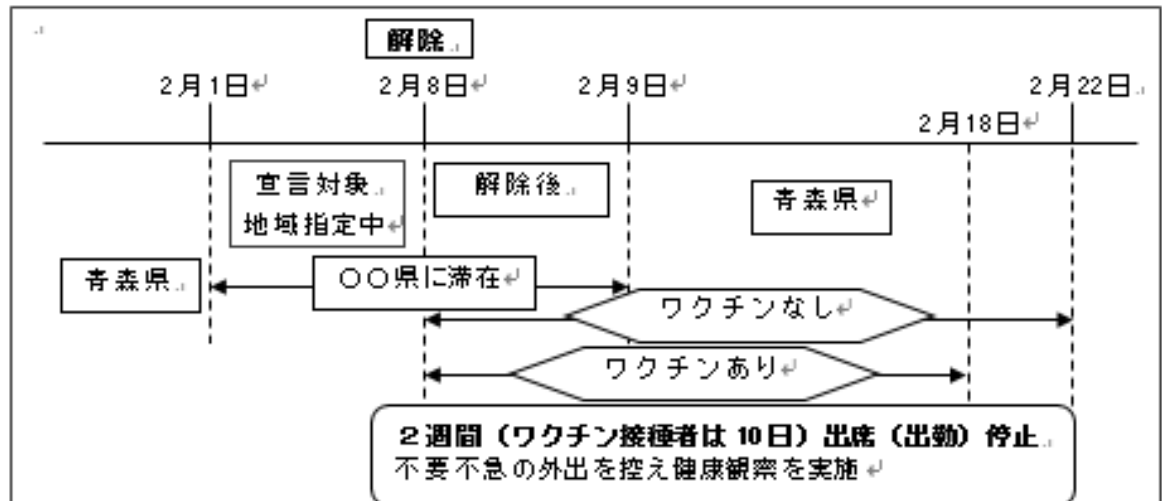 解除
2月1日
2月8日
2月9日
2月22日
2月18日
宣言対象
地域指定中
解除後
青森県
青森県
〇〇県に滞在
ワクチンなし
ワクチンあり
2週間(ワクチン接種者は10日)出席(出勤)停止
不要不急の外出を控え健康観察を実施